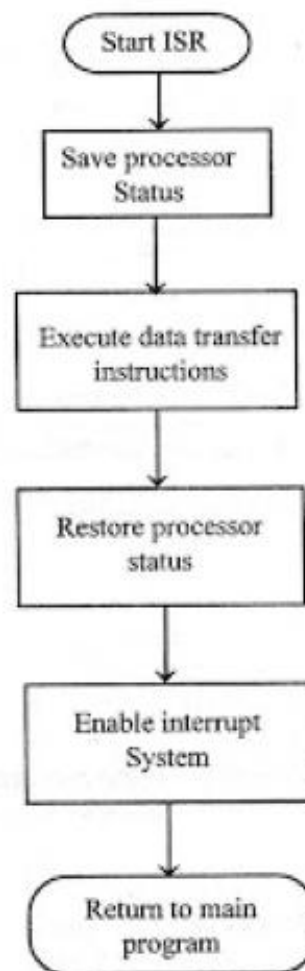 Start ISR
Save processor
Status
Execute data transfer
instructions
Restore processor
status
Enable interrupt
System
Return to main
program